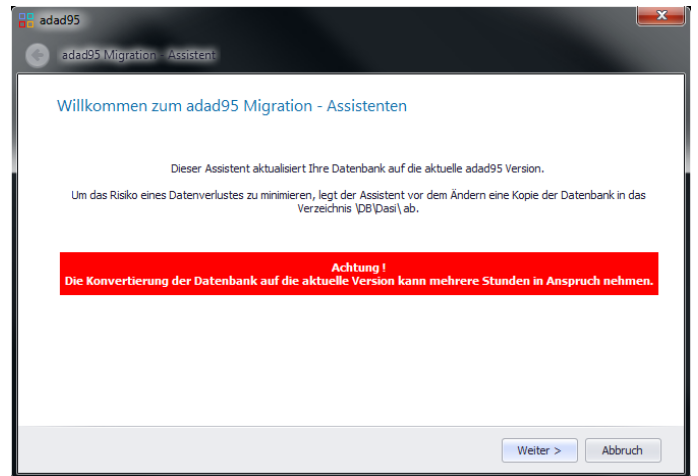 adad95
adad95 Migration - Assistent
Willkommen zum adad95 Migration - Assistenten
Dieser Assistent aktualisiert Ihre Datenbank auf die aktuelle adad95 Version.
Um das Risiko eines Datenverlustes zu minimieren, legt der Assistent vor dem Ändern eine Kopie der Datenbank in das
Verzeichnis \DB\Dasi\ ab.
Achtung !
Die Konvertierung der Datenbank auf die aktuelle Version kann mehrere Stunden in Anspruch nehmen.
Weiter > Abbruch